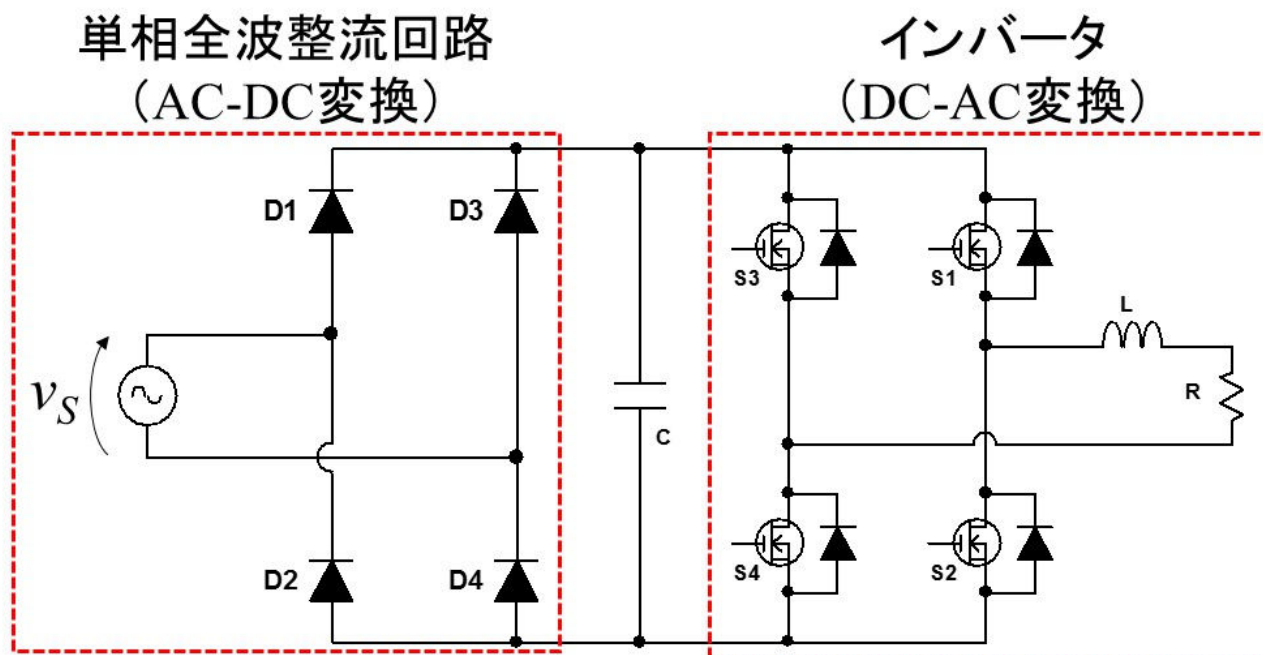 単相全波整流回路
（AC-DC変換）
インバータ
（DC-AC変換）
D1
D3
S3
S1
L
R
v_S
C
D2
D4
S4
S2